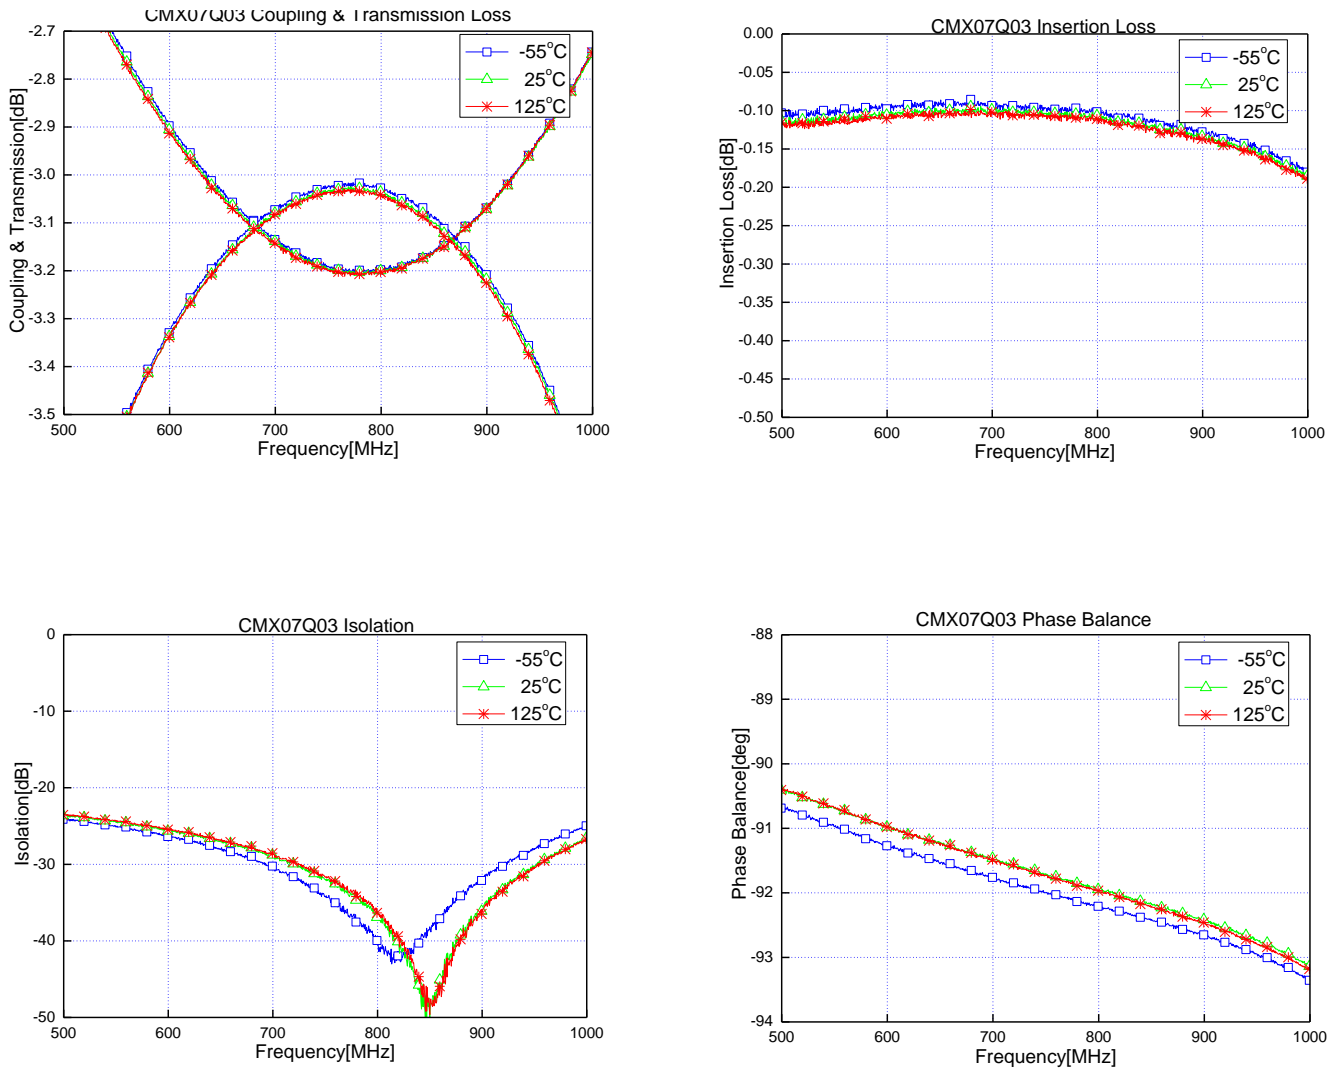 CMX07Q03 Coupling & Transmission Loss
-2.7
-2.8
-2.9
-3.0
-3.1
-3.2
-3.3
-3.4
-3.5
Coupling & Transmission[dB]
-55°C
25°C
125°C
500
600
700
800
900
1000
Frequency[MHz]
CMX07Q03 Insertion Loss
0.00
-0.05
-0.10
-0.15
-0.20
-0.25
-0.30
-0.35
-0.40
-0.45
-0.50
Insertion Loss[dB]
-55°C
25°C
125°C
500
600
700
800
900
1000
Frequency[MHz]
CMX07Q03 Isolation
0
-10
-20
-30
-40
-50
Isolation[dB]
-55°C
25°C
125°C
500
600
700
800
900
1000
Frequency[MHz]
CMX07Q03 Phase Balance
-88
-89
-90
-91
-92
-93
-94
Phase Balance[deg]
-55°C
25°C
125°C
500
600
700
800
900
1000
Frequency[MHz]